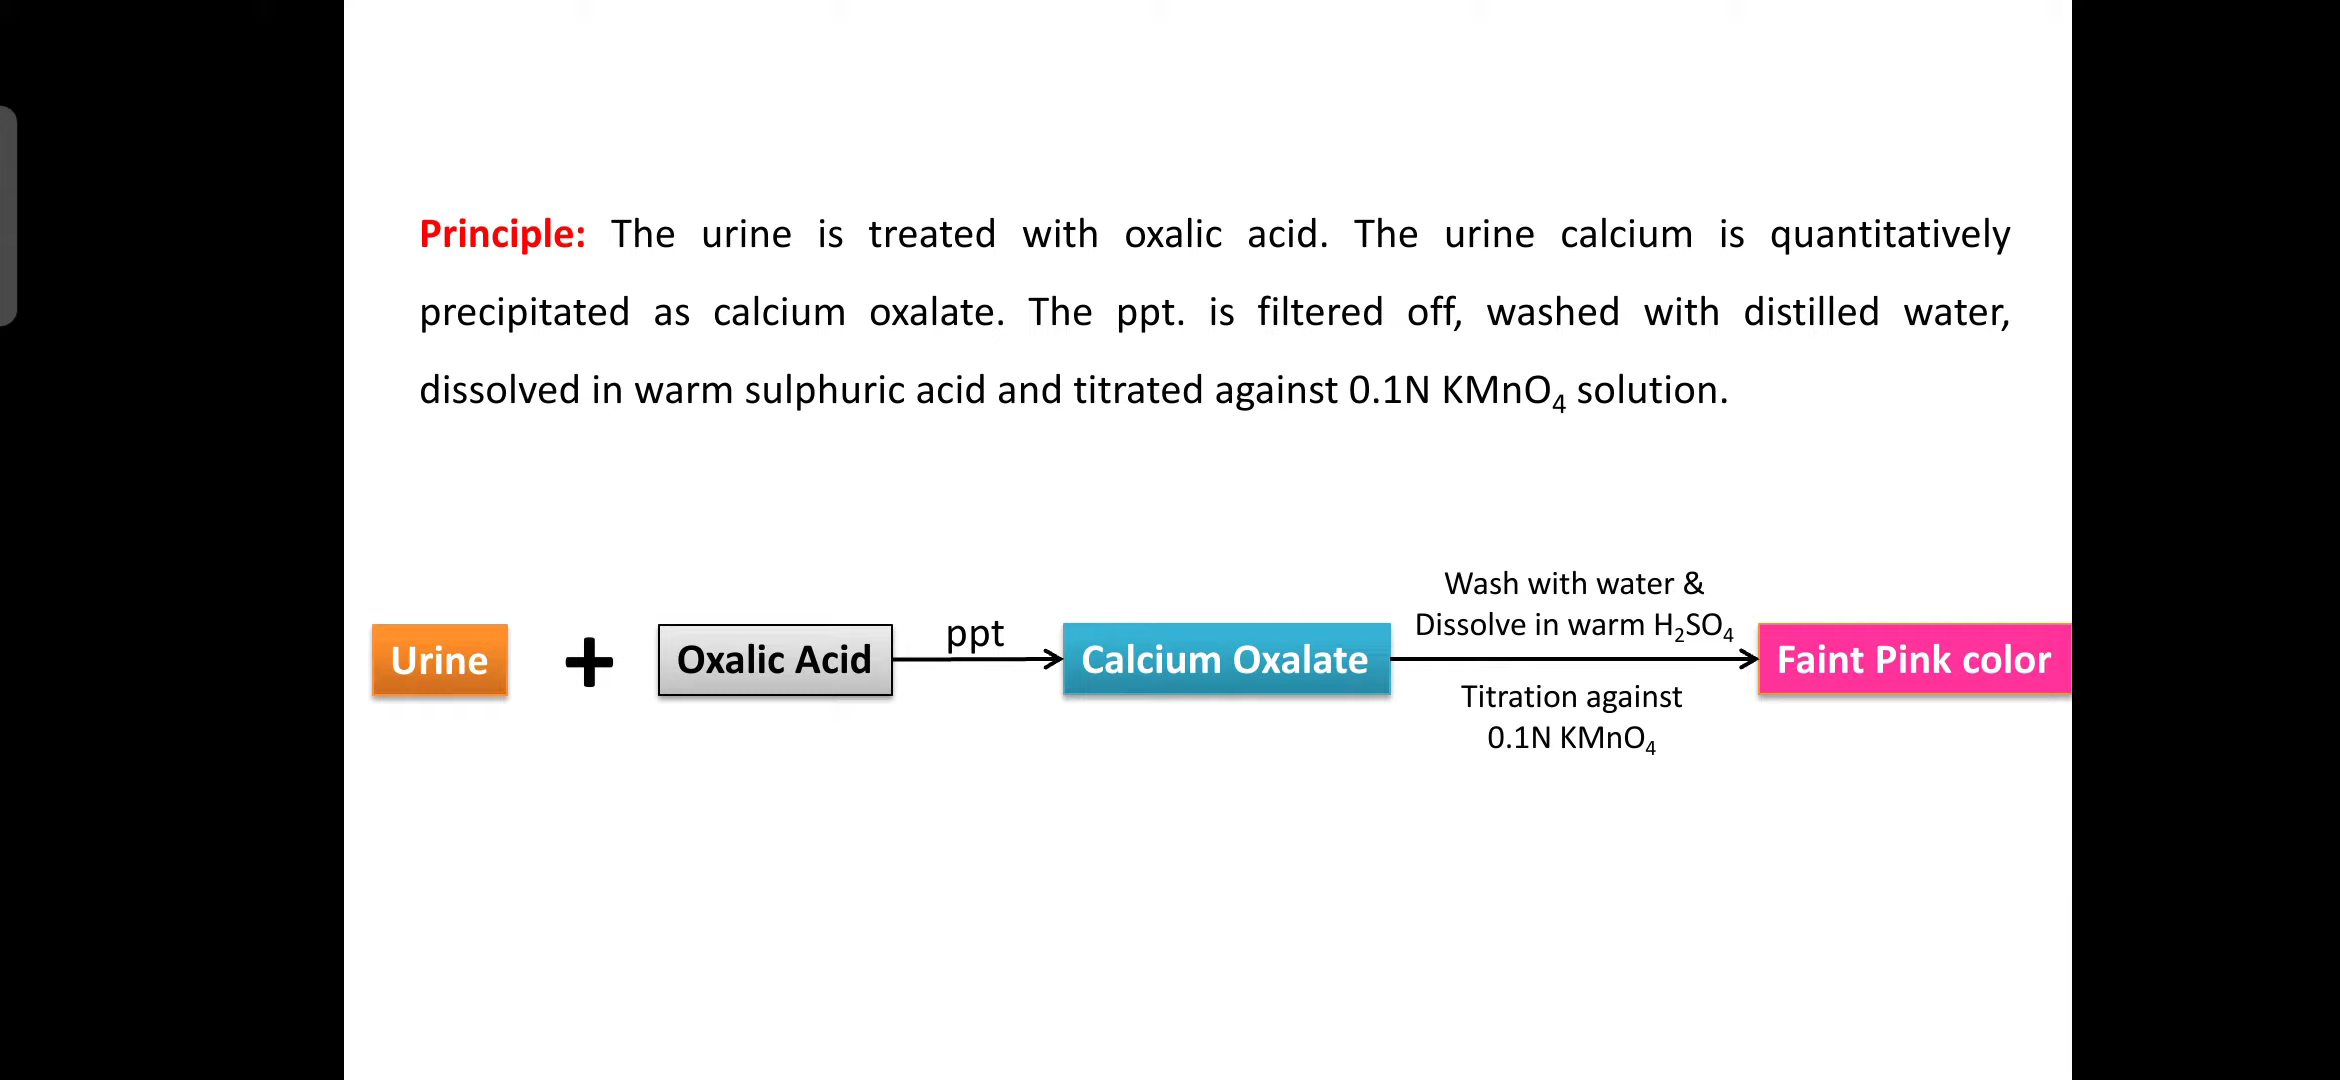 Principle: The urine is treated with oxalic acid. The urine calcium is quantitatively
precipitated as calcium oxalate. The ppt. is filtered off, washed with distilled water,
dissolved in warm sulphuric acid and titrated against 0.1N KMnO₄ solution.
Urine + Oxalic Acid ppt Calcium Oxalate
Wash with water &
Dissolve in warm H₂SO₄
Titration against
0.1N KMnO₄
Faint Pink color